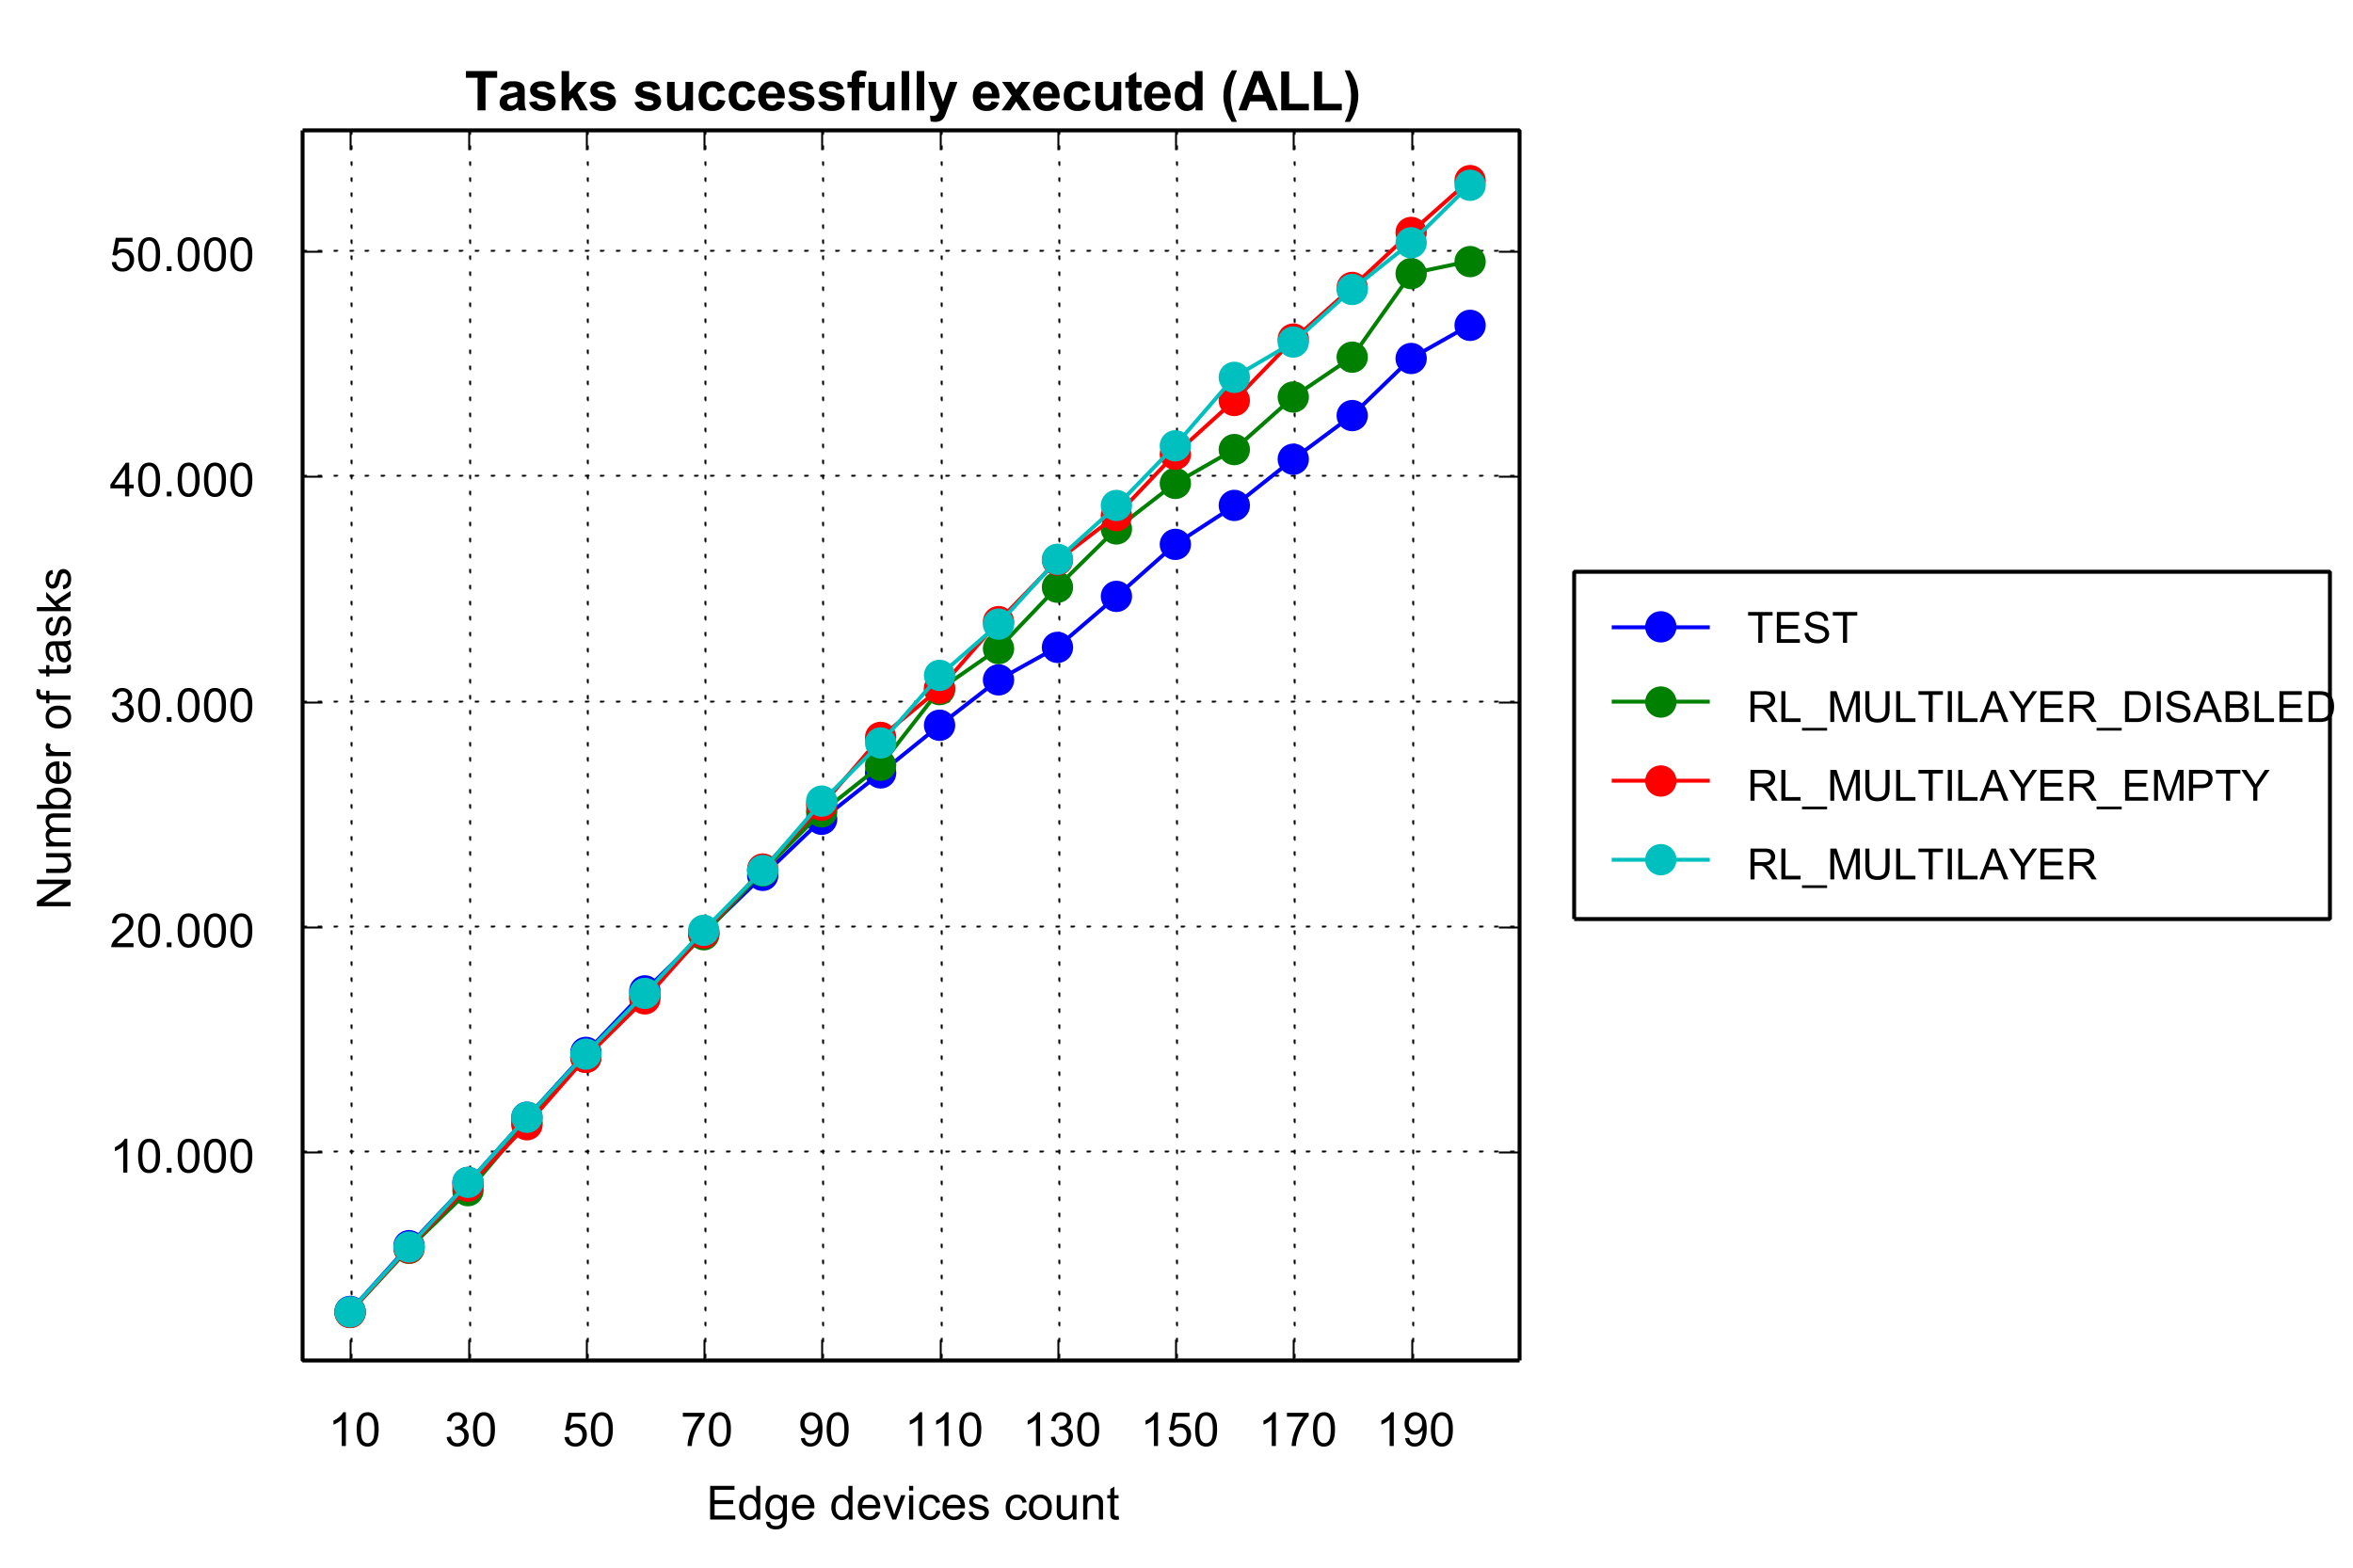 Tasks successfully executed (ALL)
Number of tasks
50.000
40.000
30.000
20.000
10.000
10 30 50 70 90 110 130 150 170 190
Edge devices count
TEST
RL_MULTILAYER_DISABLED
RL_MULTILAYER_EMPTY
RL_MULTILAYER